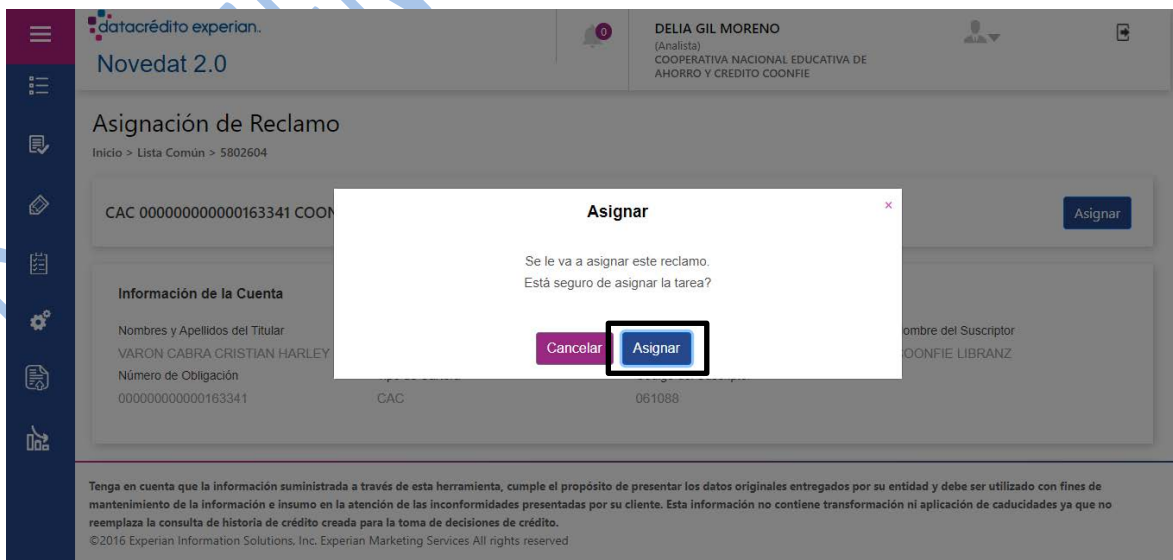 datacrédito experian.
Novedat 2.0
0
DELIA GIL MORENO
(Analista)
COOPERATIVA NACIONAL EDUCATIVA DE
AHORRO Y CREDITO COONFIE
Asignación de Reclamo
Inicio > Lista Común > 5802604
CAC 000000000000163341 COON
Asignar
Asignar
×
Se le va a asignar este reclamo.
Está seguro de asignar la tarea?
Cancelar
Asignar
Información de la Cuenta
Nombres y Apellidos del Titular
ombre del Suscriptor
VARON CABRA CRISTIAN HARLEY
COONFIE LIBRANZ
Número de Obligación
000000000000163341
CAC
061088
Tenga en cuenta que la información suministrada a través de esta herramienta, cumple el propósito de presentar los datos originales entregados por su entidad y debe ser utilizado con fines de
mantenimiento de la información e insumo en la atención de las inconformidades presentadas por su cliente. Esta información no contiene transformación ni aplicación de caducidades ya que no
reemplaza la consulta de historia de crédito creada para la toma de decisiones de crédito.
©2016 Experian Information Solutions, Inc. Experian Marketing Services All rights reserved